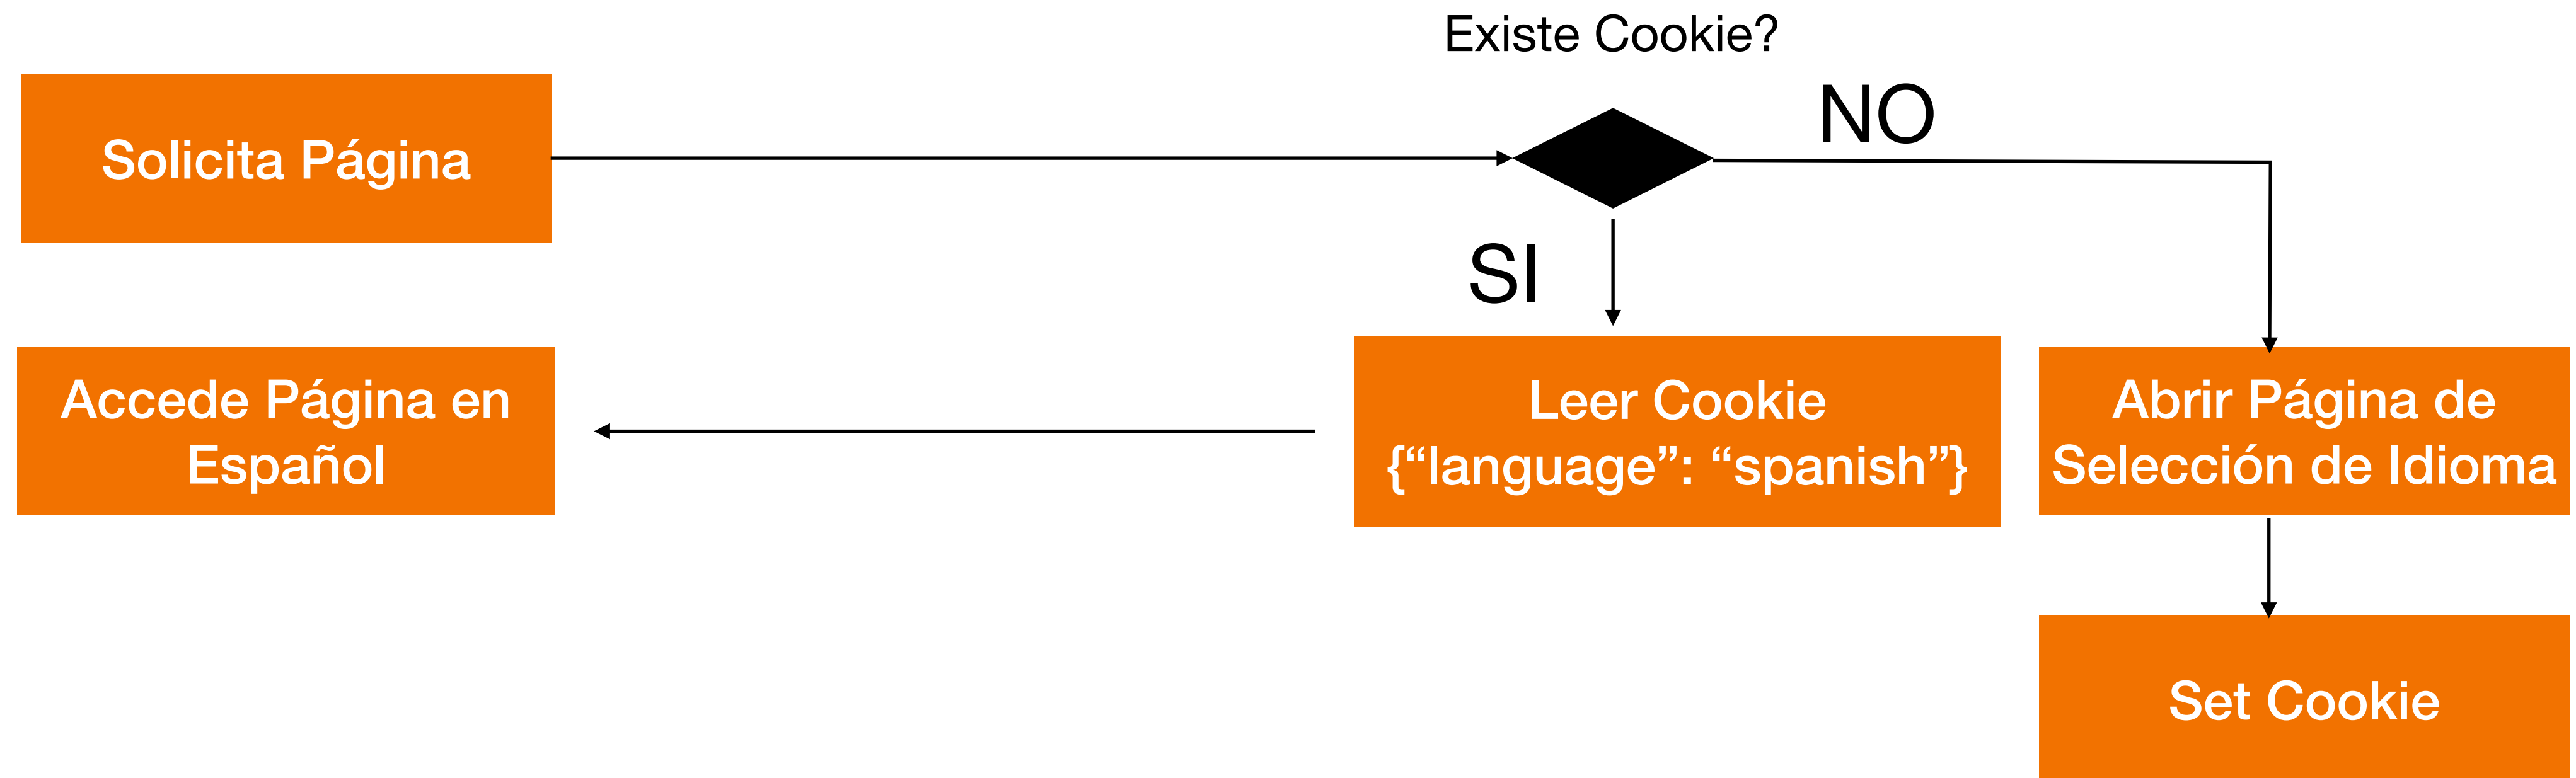 Existe Cookie?
Solicita Página
NO
SI
Accede Página en
Español
Leer Cookie
{“language”: “spanish”}
Abrir Página de
Selección de Idioma
Set Cookie